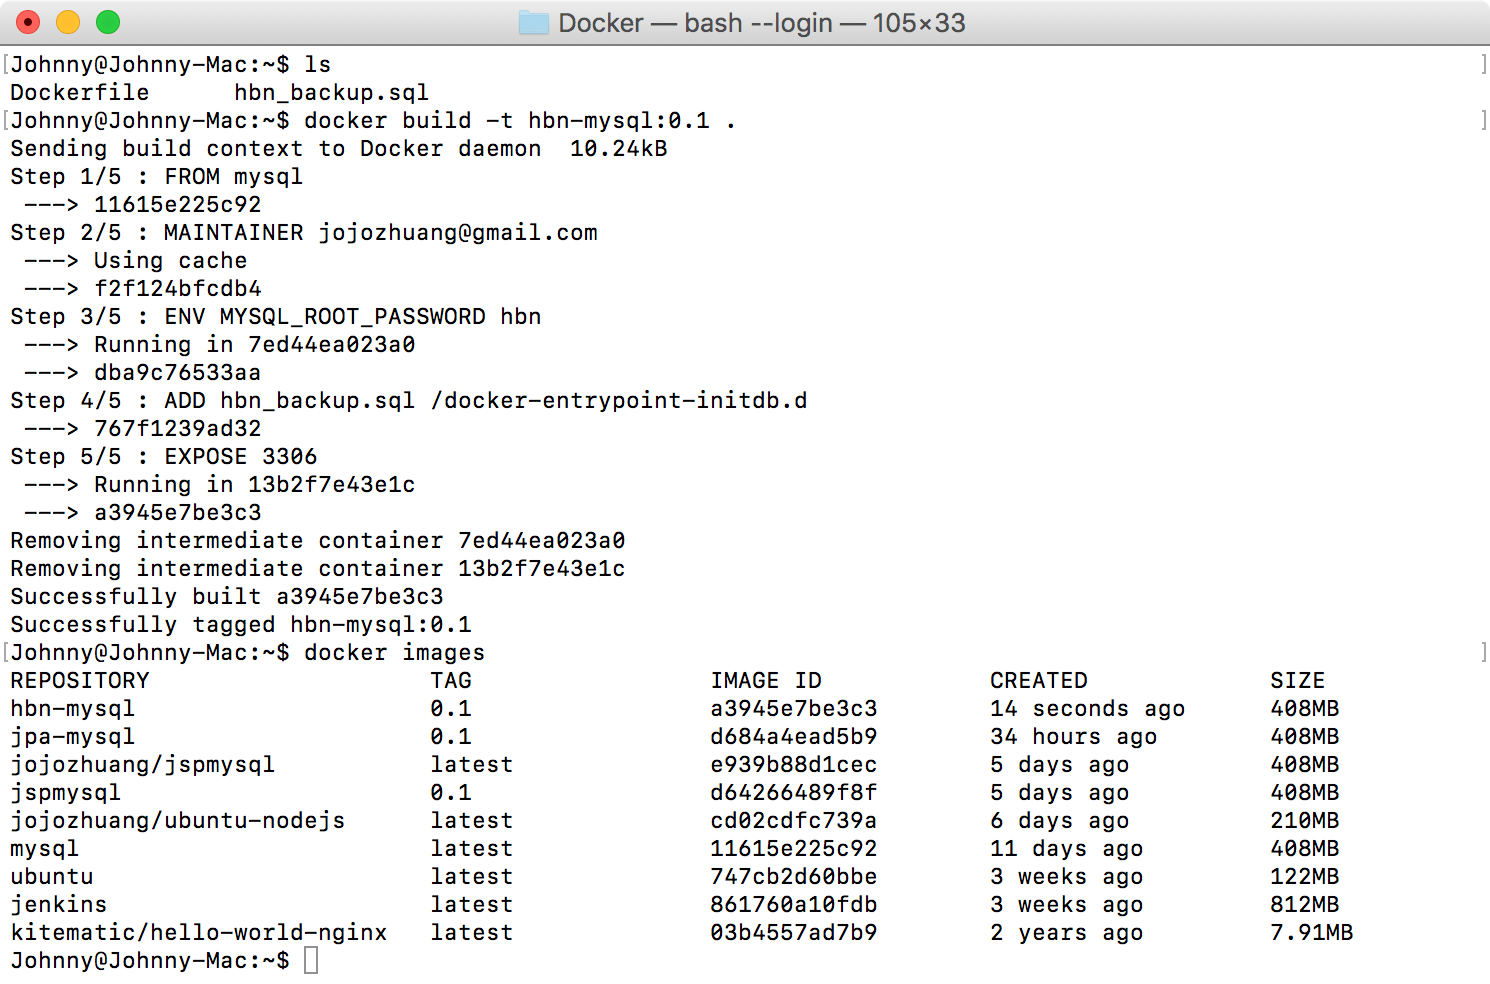 Docker — bash --login — 105×33
[Johnny@Johnny-Mac:~$ ls ]
Dockerfile      hbn_backup.sql
[Johnny@Johnny-Mac:~$ docker build -t hbn-mysql:0.1 . ]
Sending build context to Docker daemon  10.24kB
Step 1/5 : FROM mysql
 ---> 11615e225c92
Step 2/5 : MAINTAINER jojozhuang@gmail.com
 ---> Using cache
 ---> f2f124bfcdb4
Step 3/5 : ENV MYSQL_ROOT_PASSWORD hbn
 ---> Running in 7ed44ea023a0
 ---> dba9c76533aa
Step 4/5 : ADD hbn_backup.sql /docker-entrypoint-initdb.d
 ---> 767f1239ad32
Step 5/5 : EXPOSE 3306
 ---> Running in 13b2f7e43e1c
 ---> a3945e7be3c3
Removing intermediate container 7ed44ea023a0
Removing intermediate container 13b2f7e43e1c
Successfully built a3945e7be3c3
Successfully tagged hbn-mysql:0.1
[Johnny@Johnny-Mac:~$ docker images ]
REPOSITORY                    TAG                 IMAGE ID            CREATED             SIZE
hbn-mysql                     0.1                 a3945e7be3c3        14 seconds ago      408MB
jpa-mysql                     0.1                 d684a4ead5b9        34 hours ago        408MB
jojozhuang/jspmysql           latest              e939b88d1cec        5 days ago          408MB
jspmysql                      0.1                 d64266489f8f        5 days ago          408MB
jojozhuang/ubuntu-nodejs      latest              cd02cdfc739a        6 days ago          210MB
mysql                         latest              11615e225c92        11 days ago         408MB
ubuntu                        latest              747cb2d60bbe        3 weeks ago         122MB
jenkins                       latest              861760a10fdb        3 weeks ago         812MB
kitematic/hello-world-nginx   latest              03b4557ad7b9        2 years ago         7.91MB
Johnny@Johnny-Mac:~$